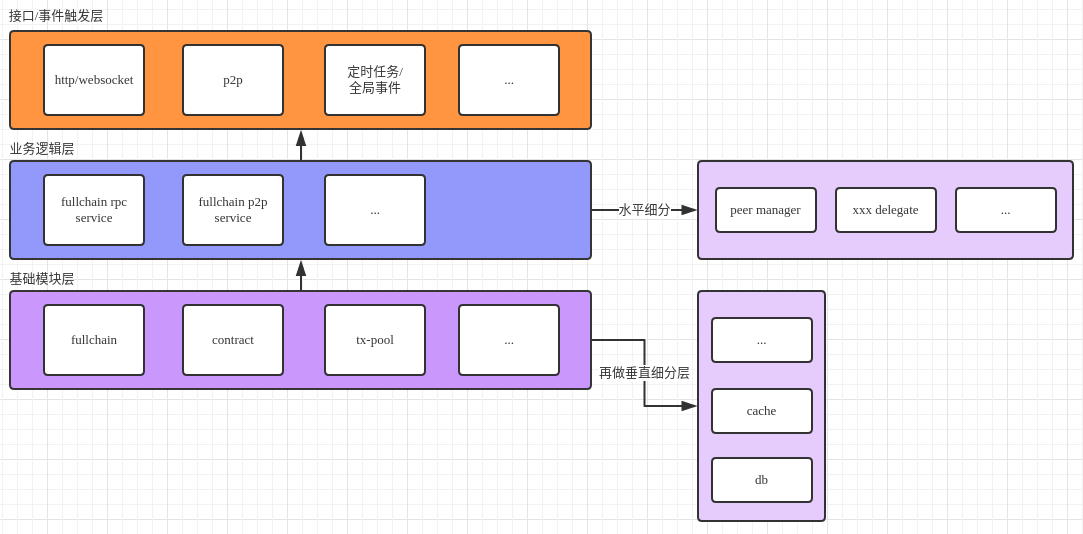 接口/事件触发层
http/websocket
p2p
定时任务/
全局事件
...
业务逻辑层
fullchain rpc
service
fullchain p2p
service
...
水平细分
peer manager
xxx delegate
...
基础模块层
fullchain
contract
tx-pool
...
再做垂直细分层
...
cache
db